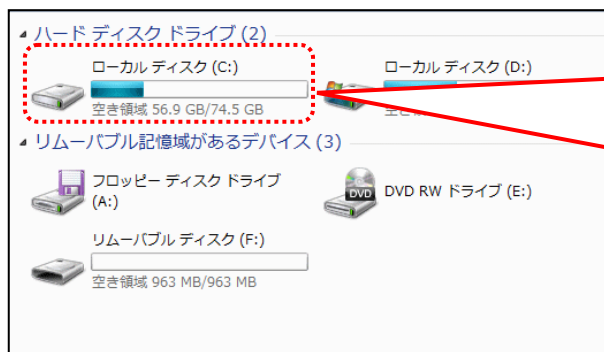 ハード ディスク ドライブ (2)
ローカル ディスク (C:)
空き領域 56.9 GB/74.5 GB
ローカル ディスク (D:)
リムーバブル記憶域があるデバイス (3)
フロッピー ディスク ドライブ
(A:)
DVD
DVD RW ドライブ (E:)
リムーバブル ディスク (F:)
空き領域 963 MB/963 MB